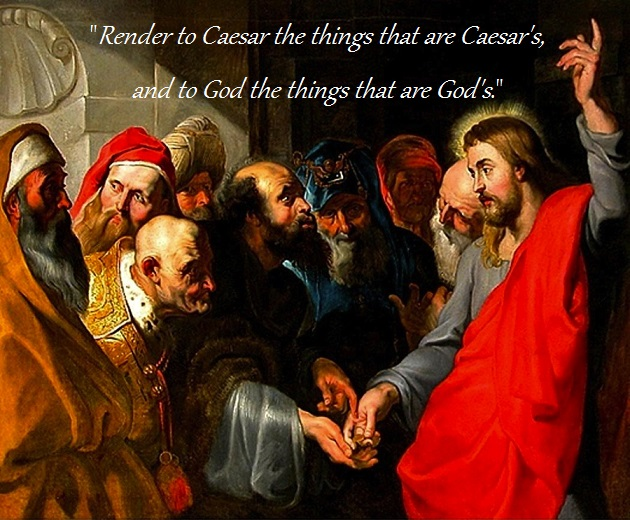 "Render to Caesar the things that are Caesar's,
and to God the things that are God's."